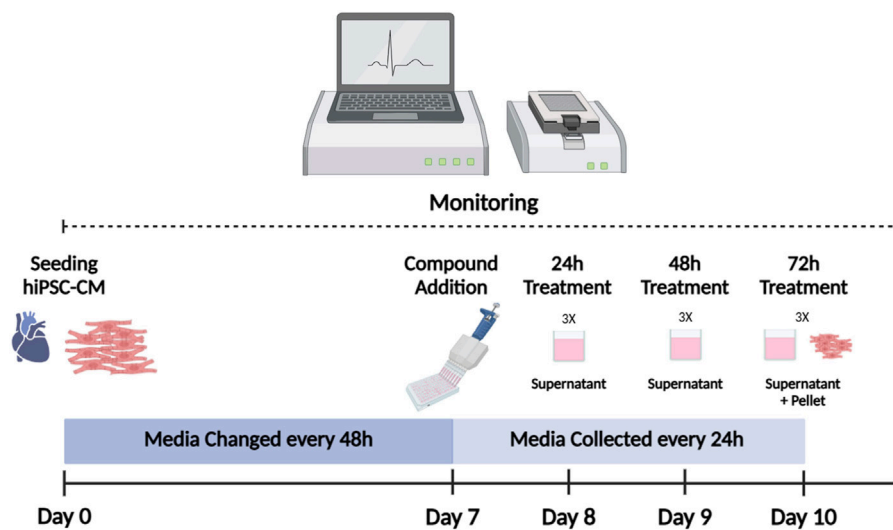 Monitoring
Seeding
hiPSC-CM
Compound
Addition
24h
Treatment
3X
Supernatant
48h
Treatment
3X
Supernatant
72h
Treatment
3X
Supernatant
+ Pellet
Media Changed every 48h
Media Collected every 24h
Day 0
Day 7
Day 8
Day 9
Day 10